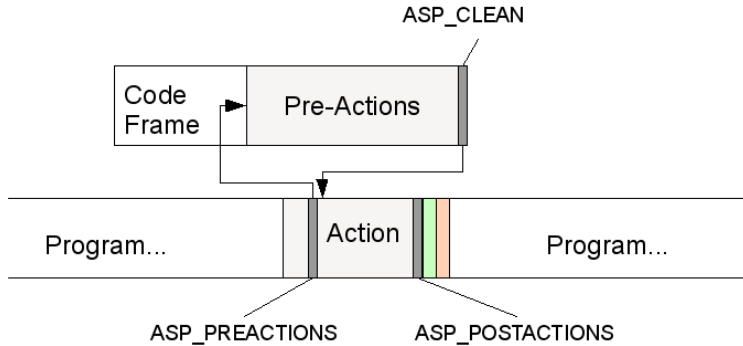 ASP_CLEAN
Code
Frame
Pre-Actions
Program...
Action
Program...
ASP_PREACTIONS
ASP_POSTACTIONS